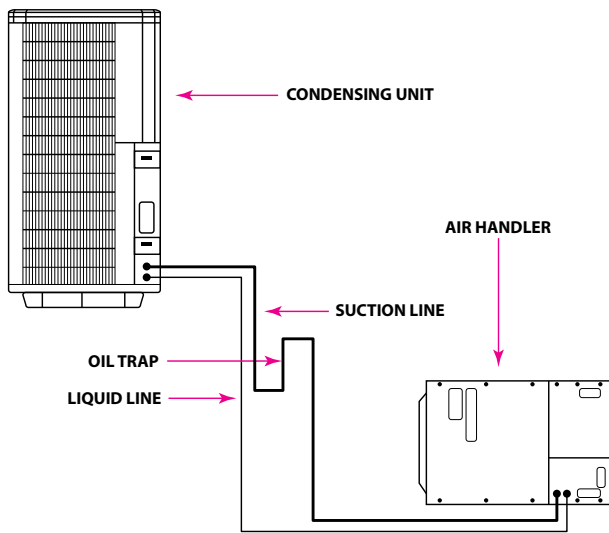 CONDENSING UNIT
AIR HANDLER
SUCTION LINE
OIL TRAP
LIQUID LINE